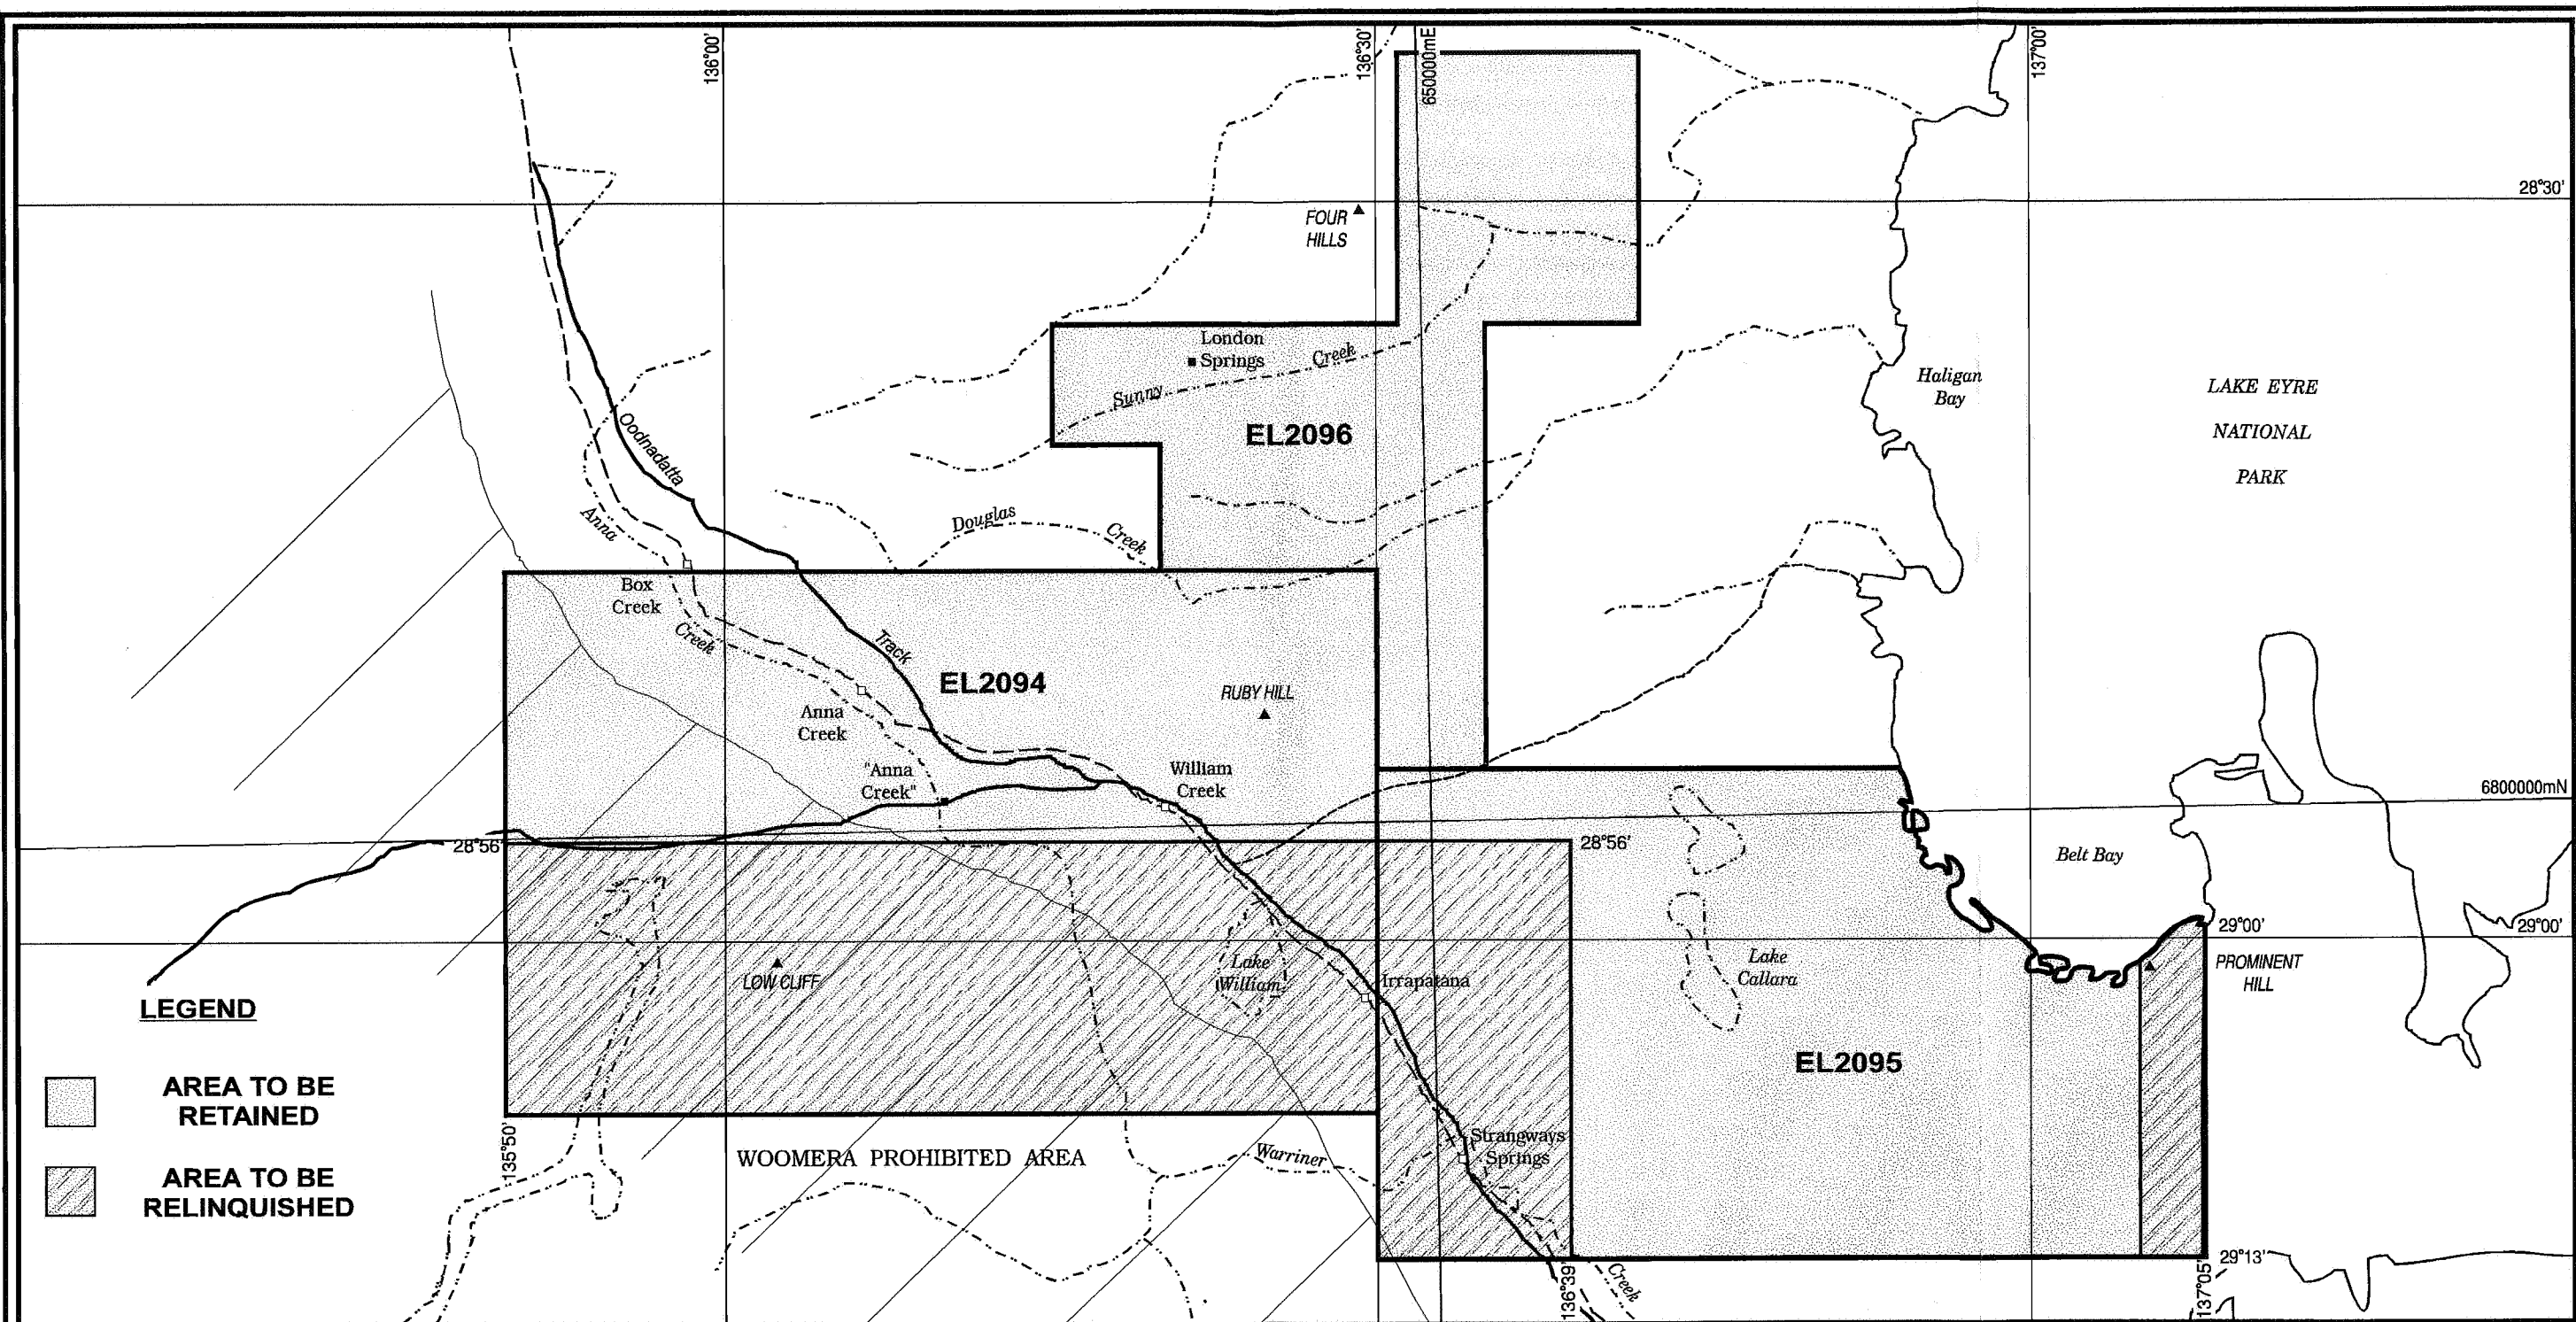 136°00'
136°30'
650000mE
137°00'
28°30'
FOUR
HILLS
London
Springs
Sunny
Creek
EL2096
Haligan
Bay
LAKE EYRE
NATIONAL
PARK
Oodnadatta
Track
Anna
Creek
Douglas
Creek
Box
Creek
EL2094
RUBY HILL
Anna
Creek
"Anna
Creek"
William
Creek
6800000mN
28°56'
28°56'
Belt Bay
29°00'
29°00'
LOW CLIFF
Lake
William
Irrapatana
Lake
Callara
PROMINENT
HILL
LEGEND
AREA TO BE
RETAINED
AREA TO BE
RELINQUISHED
EL2095
135°50'
WOOMERA PROHIBITED AREA
Warriner
Creek
Strangways
Springs
136°39'
137°05'
29°13'